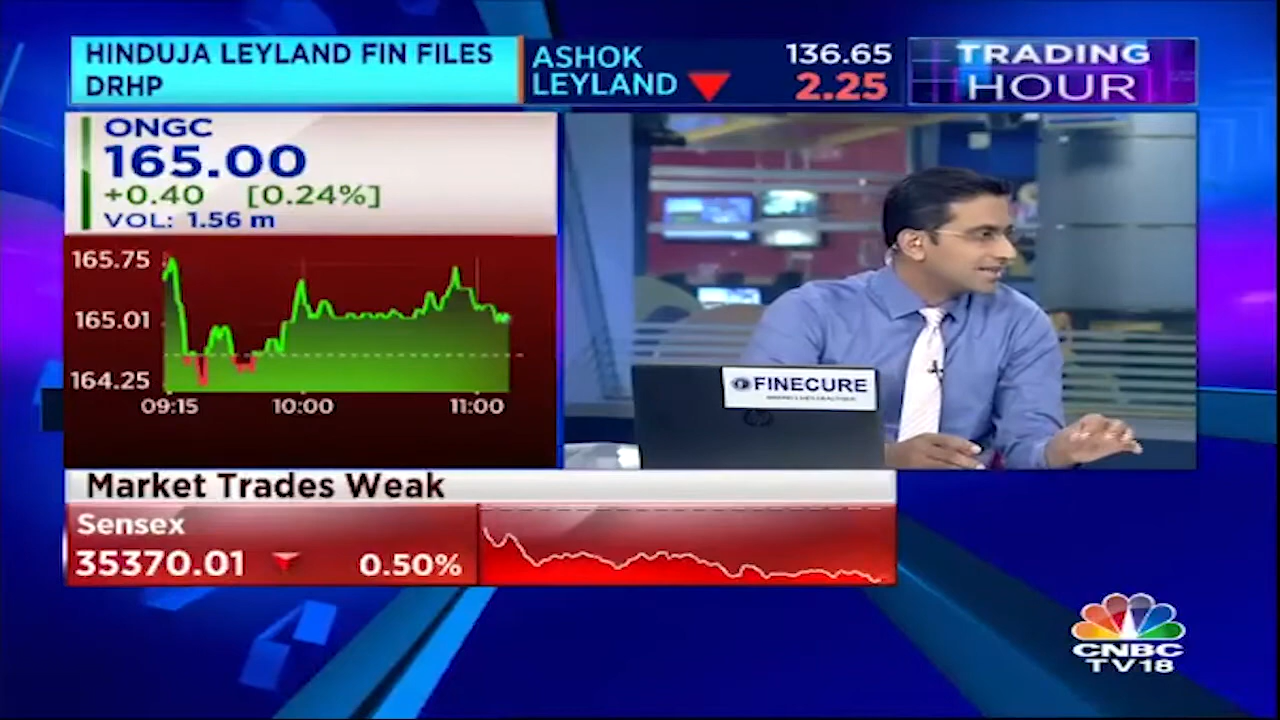 HINDUJA LEYLAND FIN FILES
DRHP
ASHOK
LEYLAND
136.65
2.25
TRADING
HOUR
ONGC
165.00
+0.40 [0.24%]
VOL: 1.56 m
165.75
165.01
164.25
09:15 10:00 11:00
FINECURE
hp
Market Trades Weak
Sensex
35370.01 0.50%
CNBC
TV18